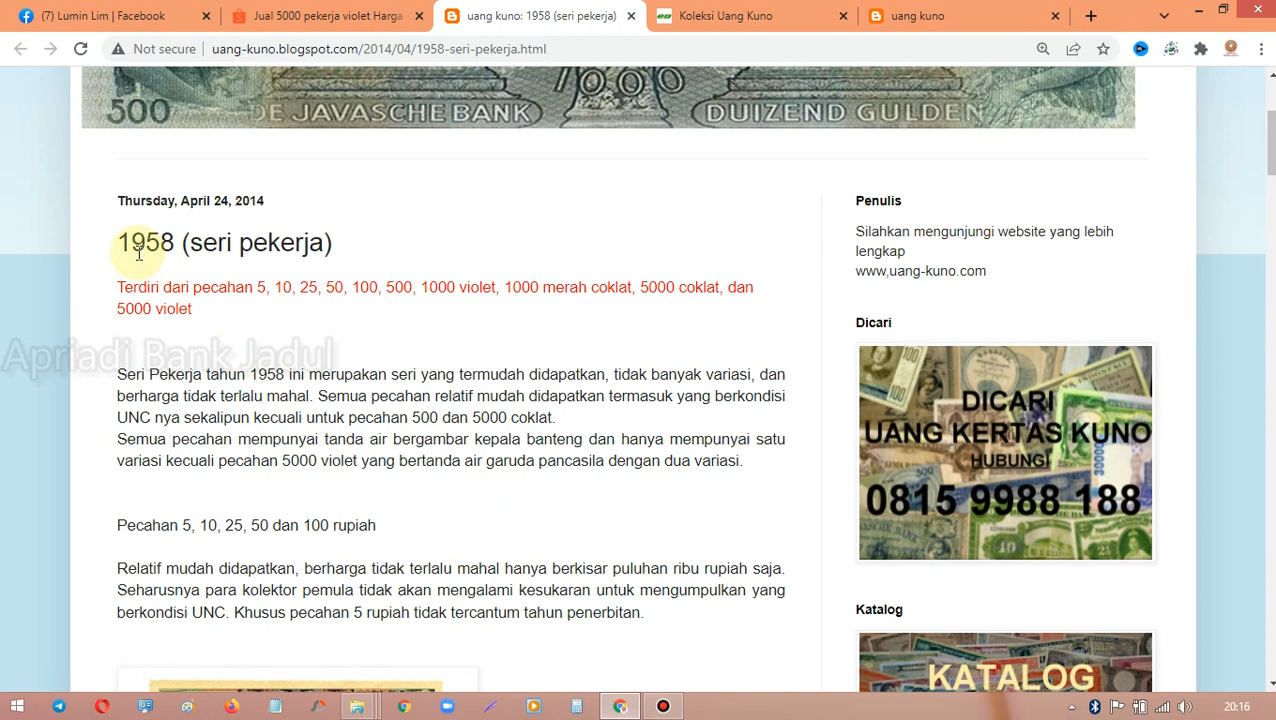 (7) Lumin Lim | Facebook
Jual 5000 pekerja violet Harga
uang kuno: 1958 (seri pekerja)
Koleksi Uang Kuno
uang kuno
Not secure
uang-kuno.blogspot.com/2014/04/1958-seri-pekerja.html
500
DE JAVASCHE BANK
1000
DUIZEND GULDEN
Thursday, April 24, 2014
1958 (seri pekerja)
Terdiri dari pecahan 5, 10, 25, 50, 100, 500, 1000 violet, 1000 merah coklat, 5000 coklat, dan
5000 violet
Apriadi Bank Jadul
Seri Pekerja tahun 1958 ini merupakan seri yang termudah didapatkan, tidak banyak variasi, dan
berharga tidak terlalu mahal. Semua pecahan relatif mudah didapatkan termasuk yang berkondisi
UNC nya sekalipun kecuali untuk pecahan 500 dan 5000 coklat.
Semua pecahan mempunyai tanda air bergambar kepala banteng dan hanya mempunyai satu
variasi kecuali pecahan 5000 violet yang bertanda air garuda pancasila dengan dua variasi.
Pecahan 5, 10, 25, 50 dan 100 rupiah
Relatif mudah didapatkan, berharga tidak terlalu mahal hanya berkisar puluhan ribu rupiah saja.
Seharusnya para kolektor pemula tidak akan mengalami kesukaran untuk mengumpulkan yang
berkondisi UNC. Khusus pecahan 5 rupiah tidak tercantum tahun penerbitan.
Penulis
Silahkan mengunjungi website yang lebih
lengkap
www,uang-kuno.com
Dicari
DICARI
UANG KERTAS KUNO
HUBUNGI
0815 9988 188
Katalog
KATALOG
20:16